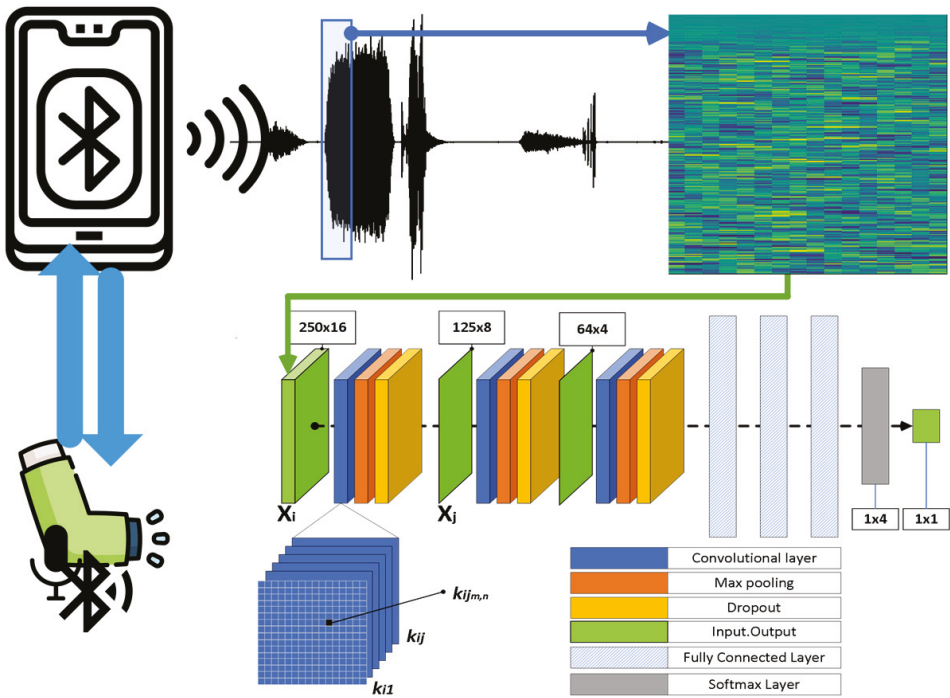 250x16
125x8
64x4
Xi
Xj
1x4
1x1
kijm,n
kij
ki1
Convolutional layer
Max pooling
Dropout
Input.Output
Fully Connected Layer
Softmax Layer